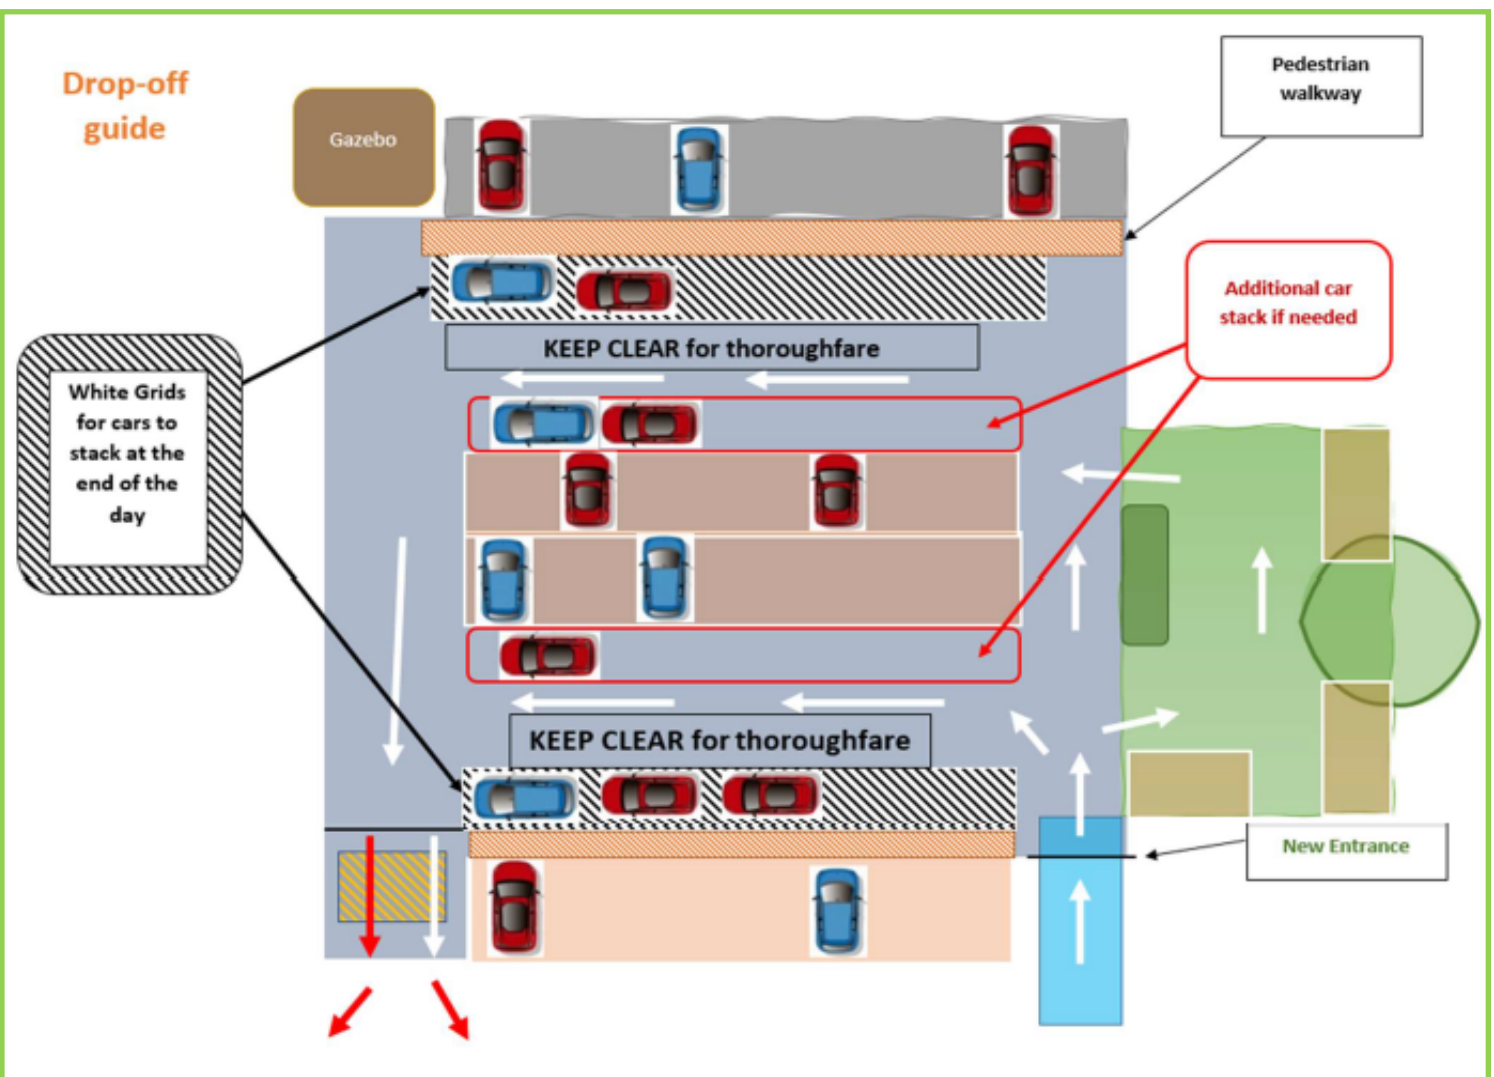 Drop-off
guide
Gazebo
Pedestrian
walkway
Additional car
stack if needed
KEEP CLEAR for thoroughfare
White Grids
for cars to
stack at the
end of the
day
KEEP CLEAR for thoroughfare
New Entrance